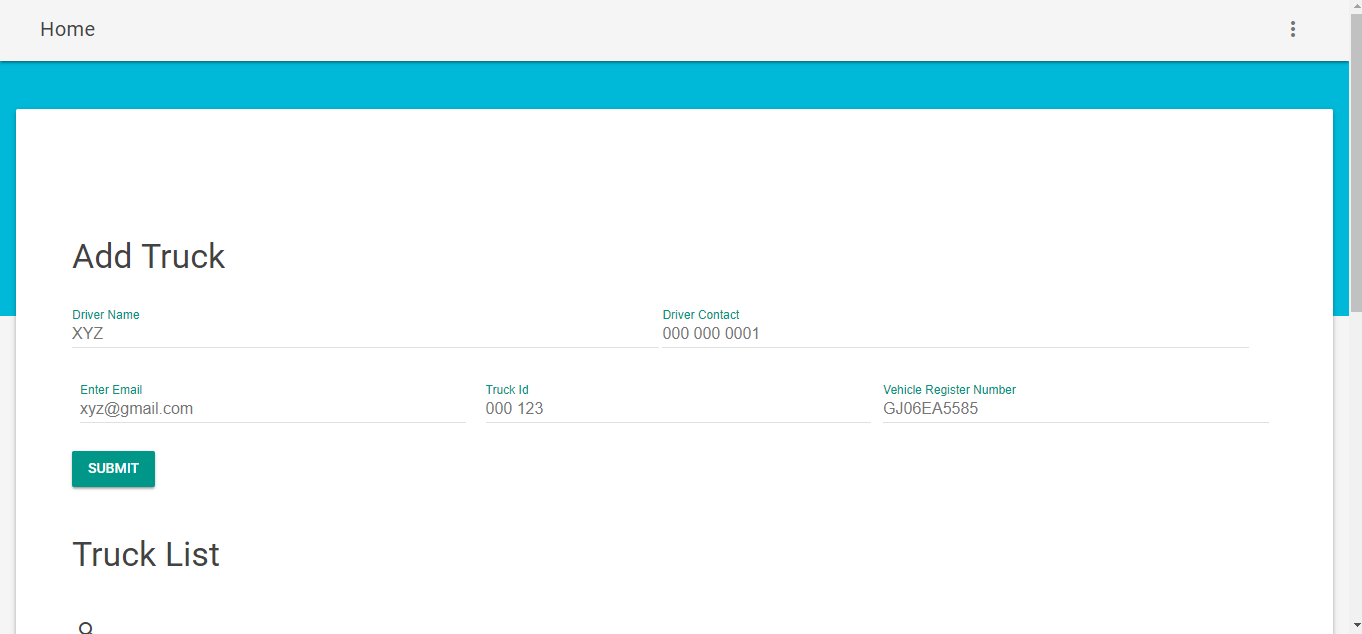 Home
Add Truck
Driver Name
Driver Contact
XYZ
000 000 0001
Enter Email
Truck Id
Vehicle Register Number
xyz@gmail.com
000 123
GJ06EA5585
SUBMIT
Truck List